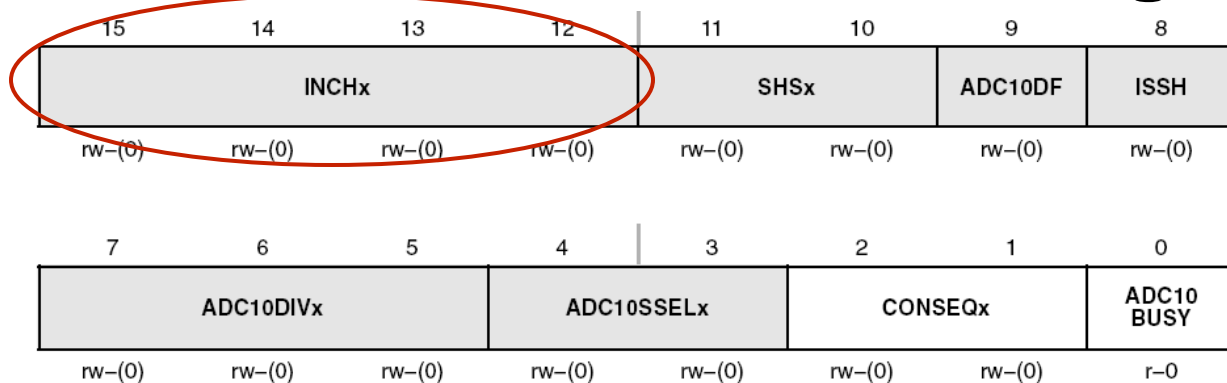 15 14 13 12 11 10 9 8
INCHx SHSx ADC10DF ISSH
rw–(0) rw–(0) rw–(0) rw–(0) rw–(0) rw–(0) rw–(0) rw–(0)
7 6 5 4 3 2 1 0
ADC10DIVx ADC10SSELx CONSEQx ADC10
BUSY
rw–(0) rw–(0) rw–(0) rw–(0) rw–(0) rw–(0) rw–(0) r–0